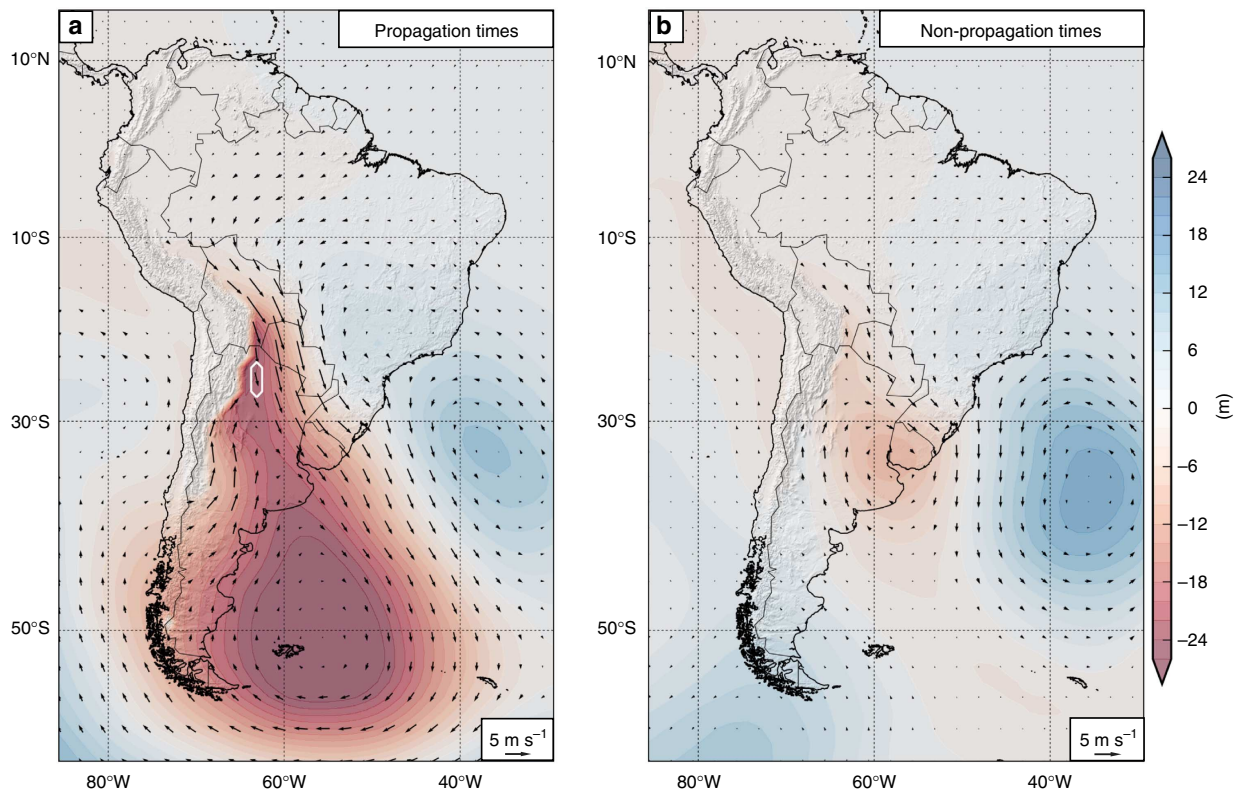 a
Propagation times
b
Non-propagation times
10°N
10°S
30°S
50°S
80°W
60°W
40°W
5 m s⁻¹
10°N
10°S
30°S
50°S
80°W
60°W
40°W
5 m s⁻¹
24
18
12
6
0
−6
−12
−18
−24
(m)